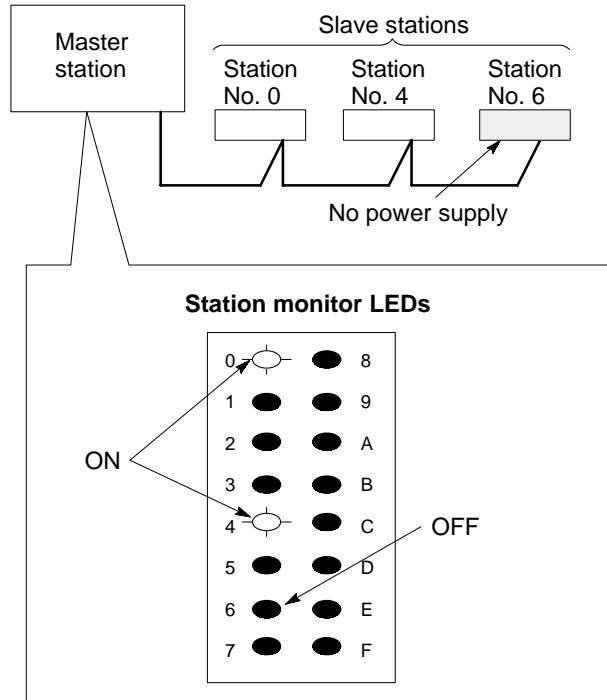 Master
station
Slave stations
Station
No. 0
Station
No. 4
Station
No. 6
No power supply
Station monitor LEDs
0 8
1 9
2 A
3 B
ON
4 C
OFF
5 D
6 E
7 F